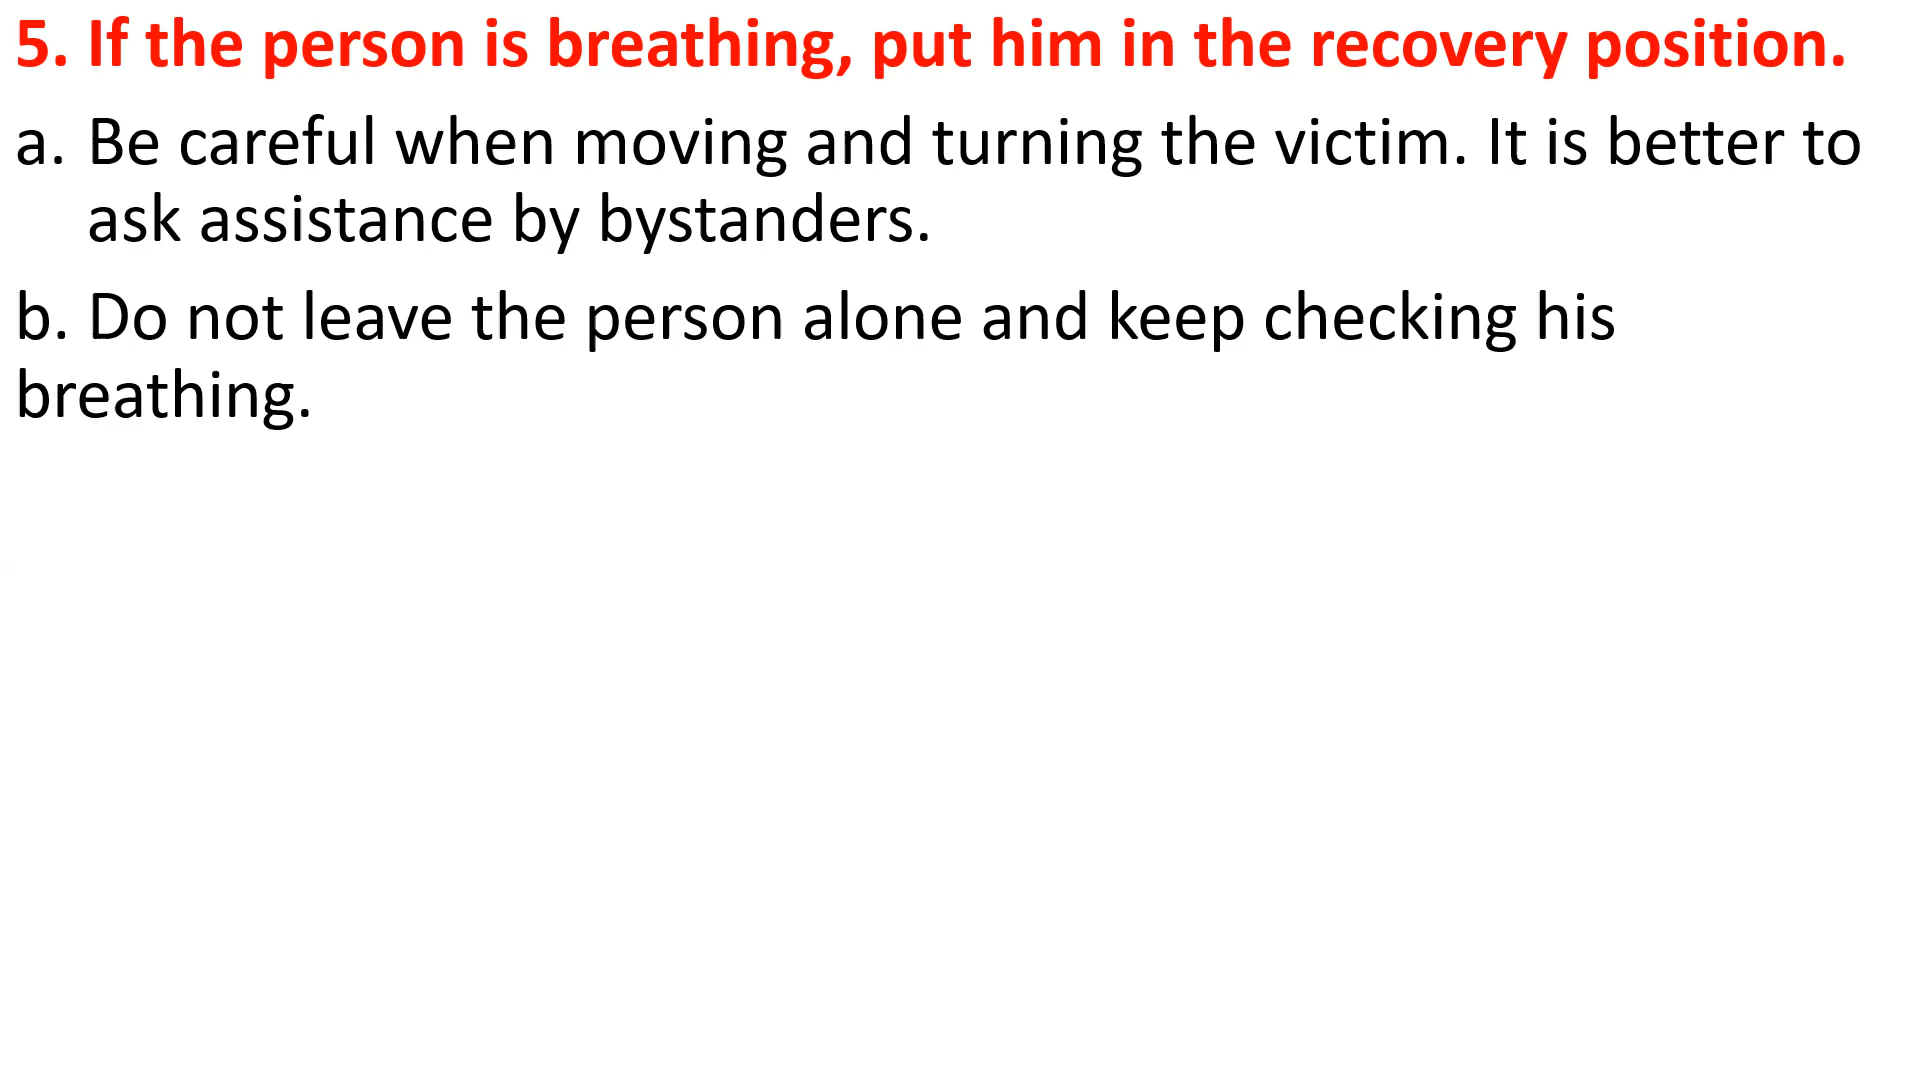 5. If the person is breathing, put him in the recovery position.
a. Be careful when moving and turning the victim. It is better to
ask assistance by bystanders.
b. Do not leave the person alone and keep checking his
breathing.